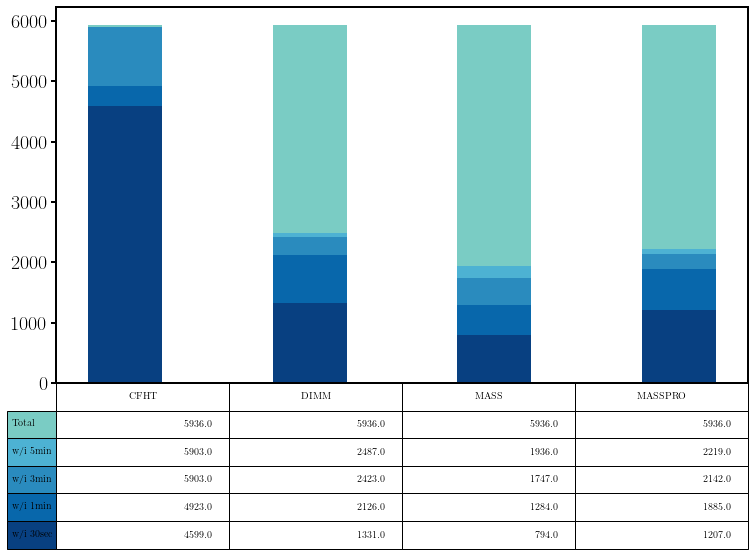 6000
5000
4000
3000
2000
1000
0
CFHT DIMM MASS MASSPRO
Total 5936.0 5936.0 5936.0 5936.0
w/i 5min 5903.0 2487.0 1936.0 2219.0
w/i 3min 5903.0 2423.0 1747.0 2142.0
w/i 1min 4923.0 2126.0 1284.0 1885.0
w/i 30sec 4599.0 1331.0 794.0 1207.0